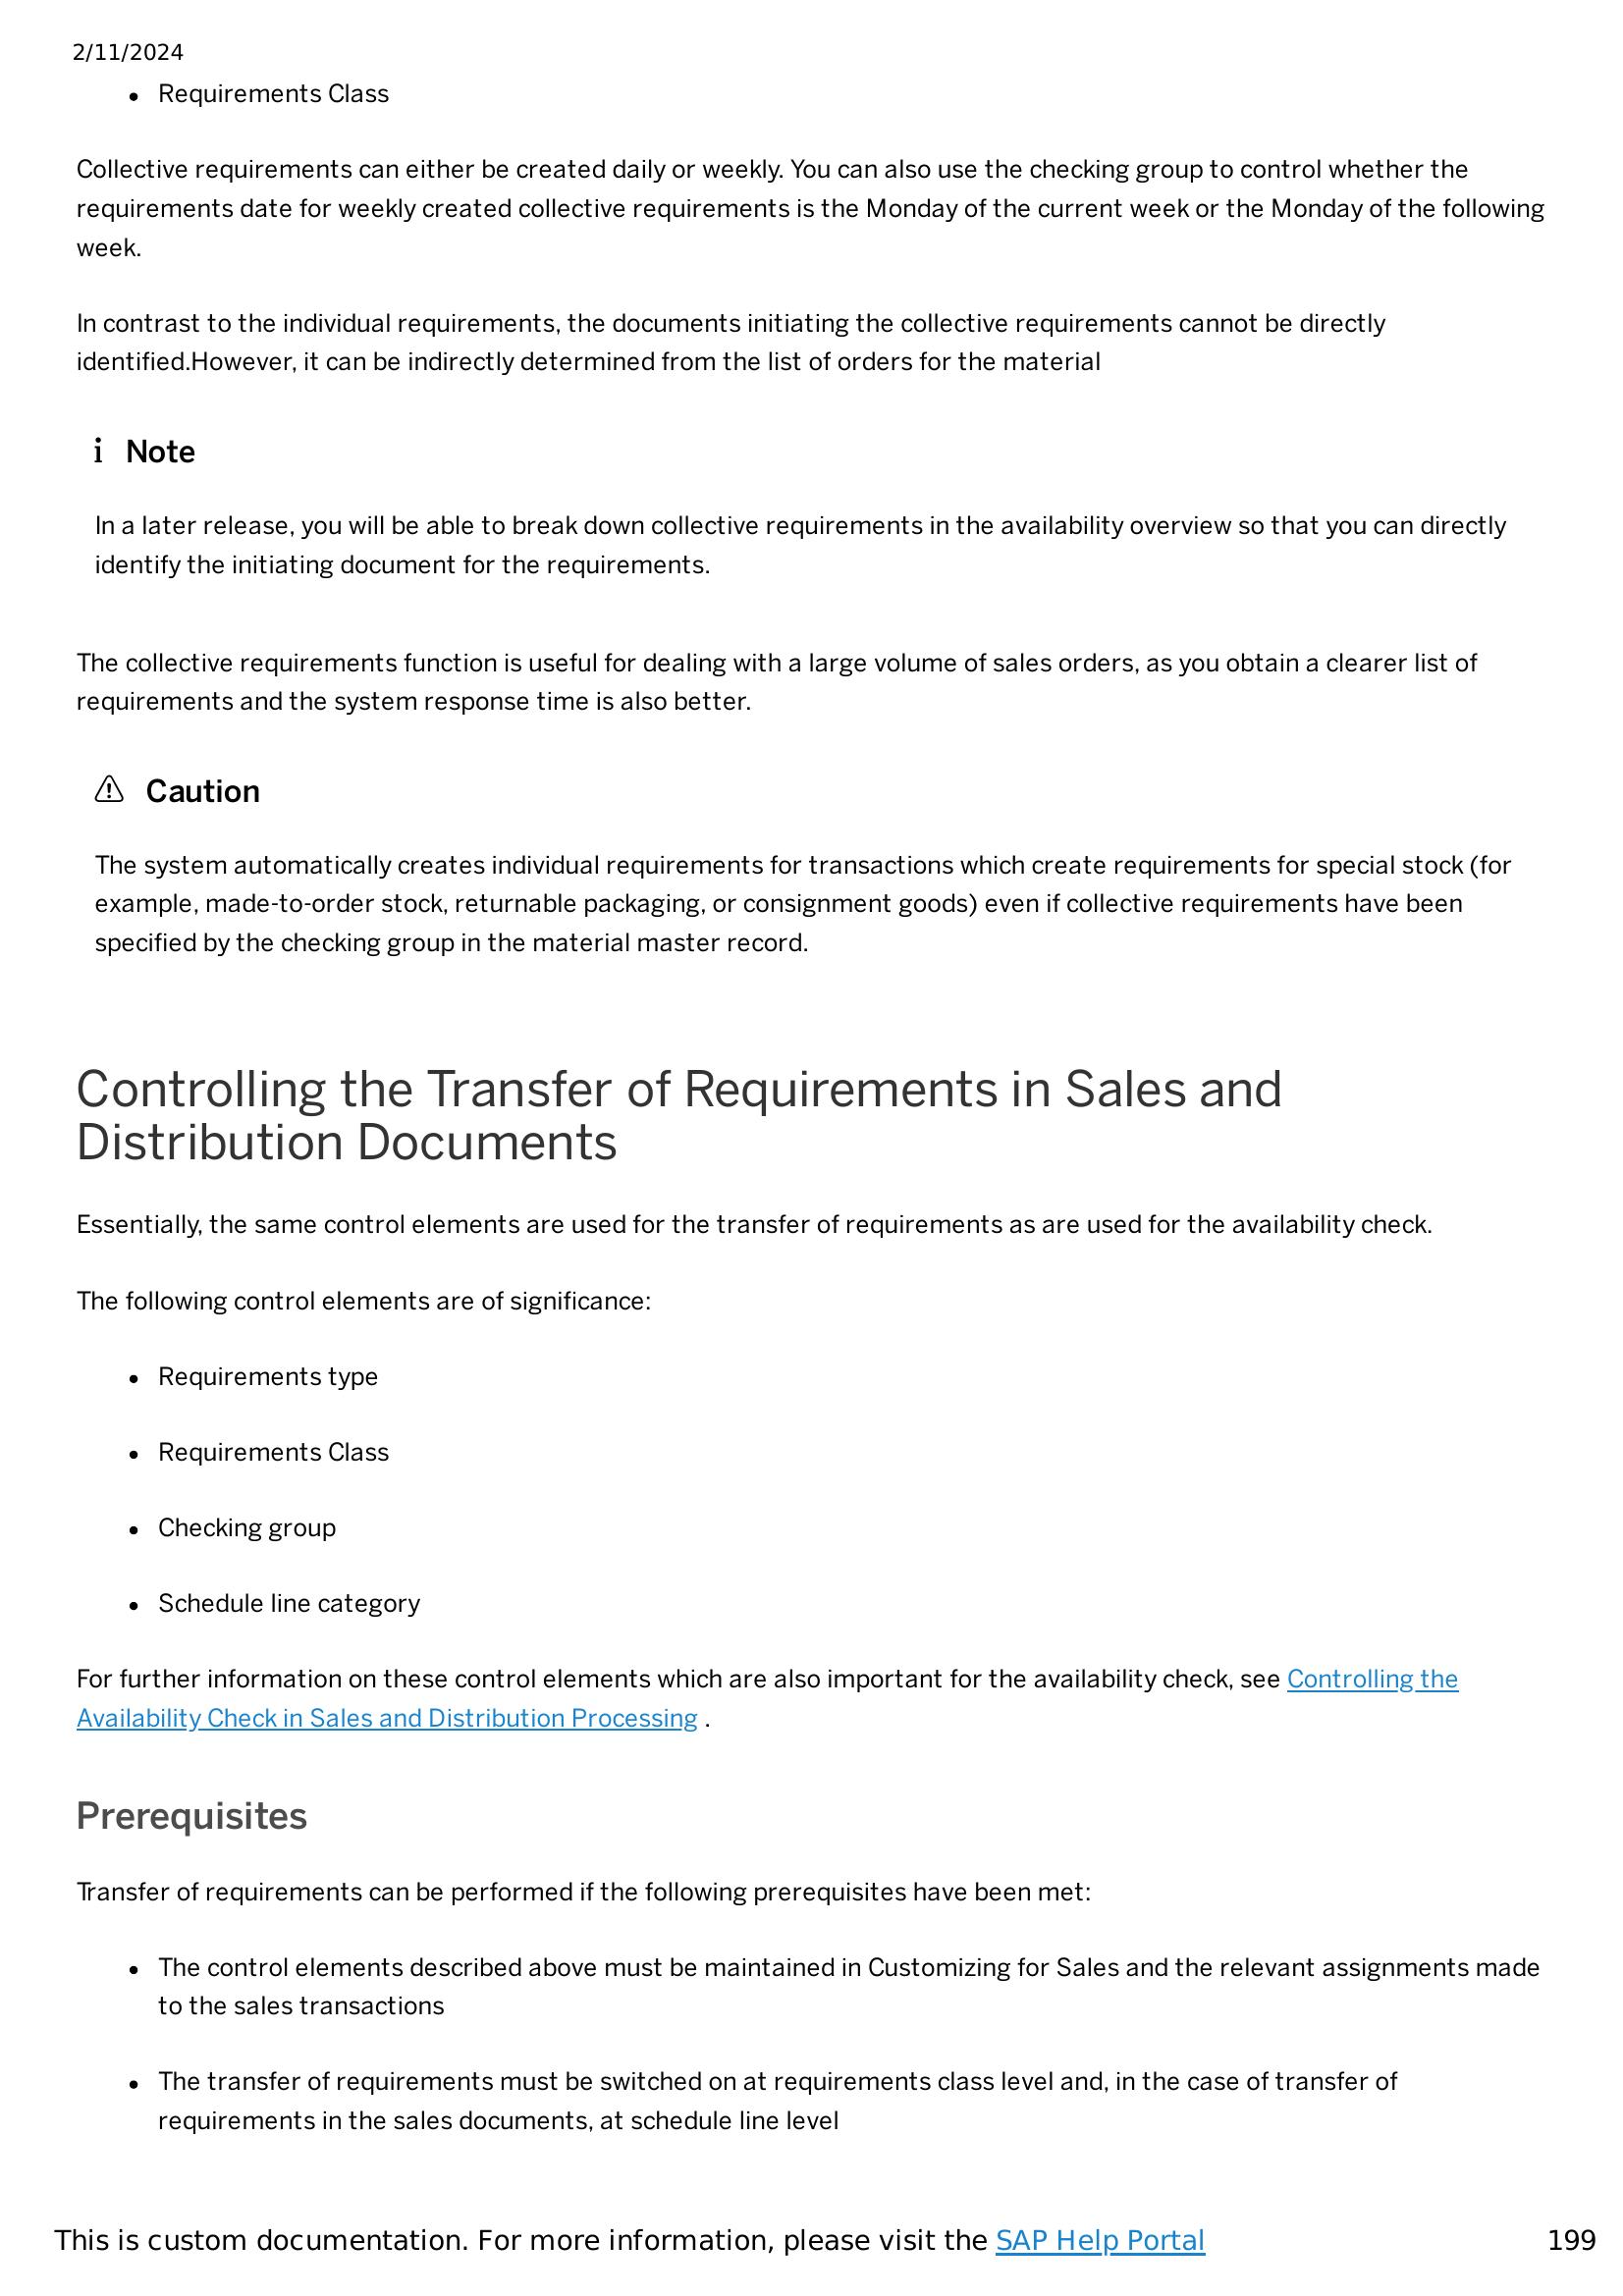 2/11/2024
• Requirements Class
Collective requirements can either be created daily or weekly. You can also use the checking group to control whether the
requirements date for weekly created collective requirements is the Monday of the current week or the Monday of the following
week.
In contrast to the individual requirements, the documents initiating the collective requirements cannot be directly
identified.However, it can be indirectly determined from the list of orders for the material
i Note
In a later release, you will be able to break down collective requirements in the availability overview so that you can directly
identify the initiating document for the requirements.
The collective requirements function is useful for dealing with a large volume of sales orders, as you obtain a clearer list of
requirements and the system response time is also better.
⚠ Caution
The system automatically creates individual requirements for transactions which create requirements for special stock (for
example, made-to-order stock, returnable packaging, or consignment goods) even if collective requirements have been
specified by the checking group in the material master record.
Controlling the Transfer of Requirements in Sales and
Distribution Documents
Essentially, the same control elements are used for the transfer of requirements as are used for the availability check.
The following control elements are of significance:
• Requirements type
• Requirements Class
• Checking group
• Schedule line category
For further information on these control elements which are also important for the availability check, see Controlling the
Availability Check in Sales and Distribution Processing .
Prerequisites
Transfer of requirements can be performed if the following prerequisites have been met:
• The control elements described above must be maintained in Customizing for Sales and the relevant assignments made
to the sales transactions
• The transfer of requirements must be switched on at requirements class level and, in the case of transfer of
requirements in the sales documents, at schedule line level
This is custom documentation. For more information, please visit the SAP Help Portal 199